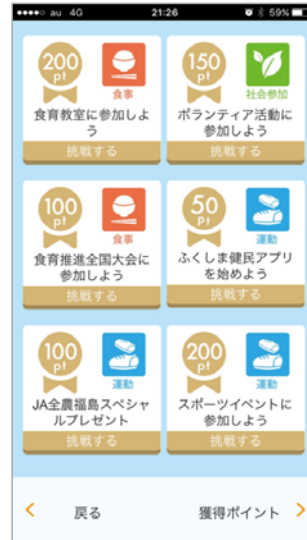 au 4G 21:26 59%
200 pt
食事
食育教室に参加しよ
う
挑戦する
150 pt
社会参加
ボランティア活動に
参加しよう
挑戦する
100 pt
食事
食育推進全国大会に
参加しよう
挑戦する
50 pt
運動
ふくしま健民アプリ
を始めよう
挑戦する
100 pt
運動
JA全農福島スペシャ
ルプレゼント
挑戦する
200 pt
運動
スポーツイベントに
参加しよう
挑戦する
戻る
獲得ポイント